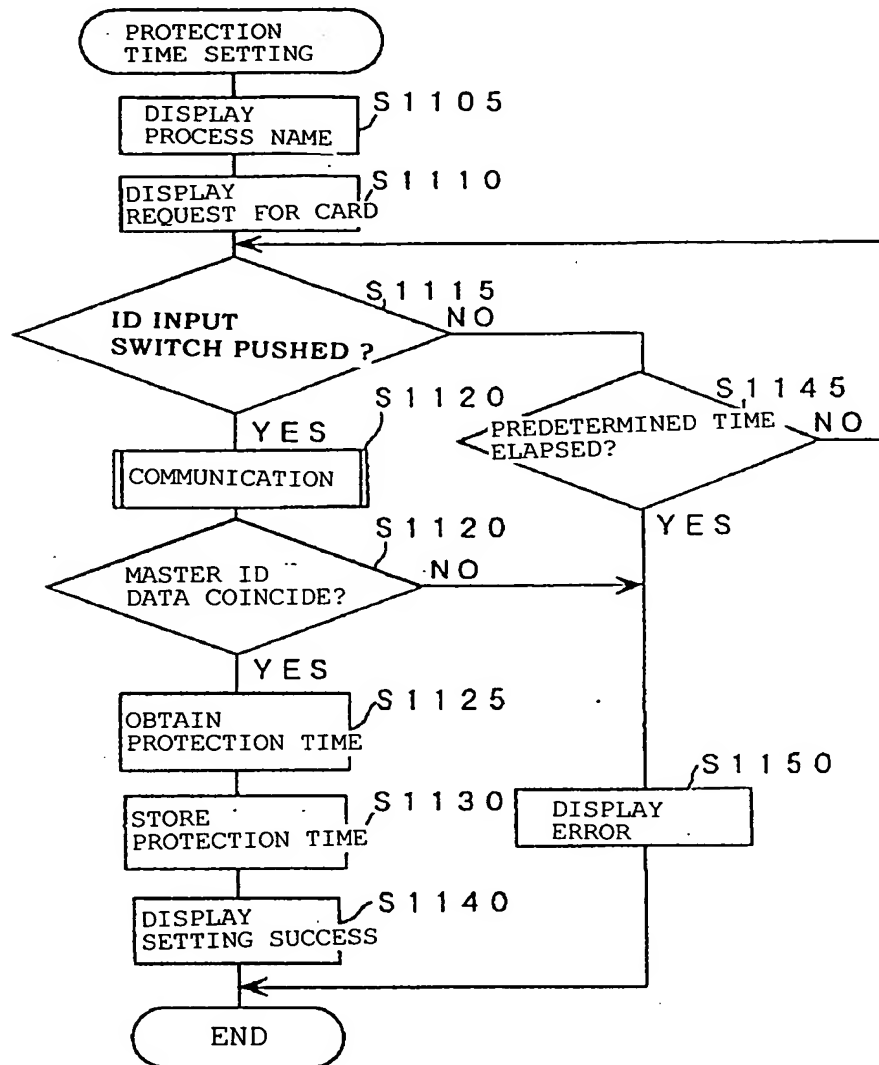 PROTECTION
TIME SETTING
S1105
DISPLAY
PROCESS NAME
S1110
DISPLAY
REQUEST FOR CARD
S1115
ID INPUT
SWITCH PUSHED ?
NO
YES
S1145
PREDETERMINED TIME
ELAPSED?
NO
YES
S1120
COMMUNICATION
S1120
MASTER ID
DATA COINCIDE?
NO
YES
S1125
OBTAIN
PROTECTION TIME
S1130
STORE
PROTECTION TIME
S1150
DISPLAY
ERROR
S1140
DISPLAY
SETTING SUCCESS
END